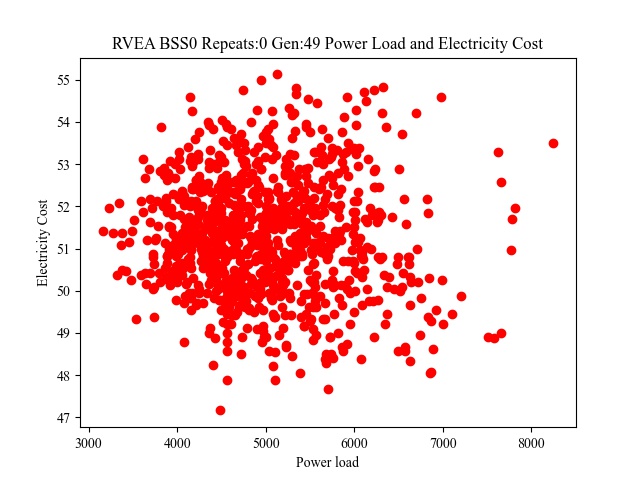 RVEA BSS0 Repeats:0 Gen:49 Power Load and Electricity Cost
55
54
53
52
51
50
49
48
47
Electricity Cost
3000 4000 5000 6000 7000 8000
Power load